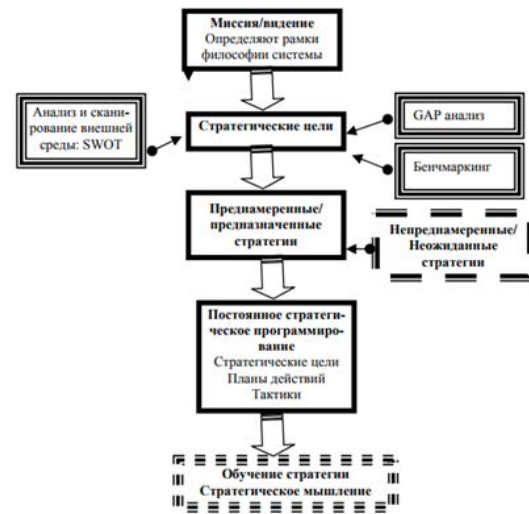 Миссия/видение
Определяют рамки
философии системы
Анализ и скани-
рование внешней
среды: SWOT
Стратегические цели
GAP анализ
Бенчмаркинг
Преднамеренные/
предназначенные
стратегии
Непреднамеренные/
Неожиданные
стратегии
Постоянное стратеги-
ческое программиро-
вание
Стратегические цели
Планы действий
Тактики
Обучение стратегии
Стратегическое мышление